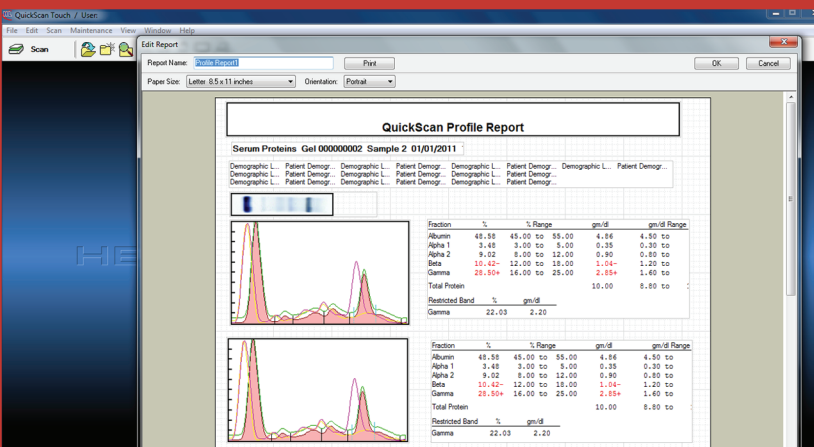 QuickScan Touch / User:
File Edit Scan Maintenance View Window Help
Scan
Edit Report
Report Name: Profile Report1 Print OK Cancel
Paper Size: Letter 8.5 x 11 inches Orientation: Portrait
QuickScan Profile Report
Serum Proteins Gel 000000002 Sample 2 01/01/2011
Demographic L... Patient Demogr... Demographic L... Patient Demogr... Demographic L... Patient Demogr... Demographic L... Patient Demogr...
Demographic L... Patient Demogr... Demographic L... Patient Demogr... Demographic L... Patient Demogr...
Demographic L... Patient Demogr... Demographic L... Patient Demogr... Demographic L... Patient Demogr...
Fraction % % Range gm/dl gm/dl Range
Albumin 48.58 45.00 to 55.00 4.86 4.50 to
Alpha 1 3.48 3.00 to 5.00 0.35 0.30 to
Alpha 2 9.02 8.00 to 12.00 0.90 0.80 to
Beta 10.42- 12.00 to 18.00 1.04- 1.20 to
Gamma 28.50+ 16.00 to 25.00 2.85+ 1.60 to
Total Protein 10.00 8.80 to
Restricted Band % gm/dl
Gamma 22.03 2.20
Fraction % % Range gm/dl gm/dl Range
Albumin 48.58 45.00 to 55.00 4.86 4.50 to
Alpha 1 3.48 3.00 to 5.00 0.35 0.30 to
Alpha 2 9.02 8.00 to 12.00 0.90 0.80 to
Beta 10.42- 12.00 to 18.00 1.04- 1.20 to
Gamma 28.50+ 16.00 to 25.00 2.85+ 1.60 to
Total Protein 10.00 8.80 to
Restricted Band % gm/dl
Gamma 22.03 2.20